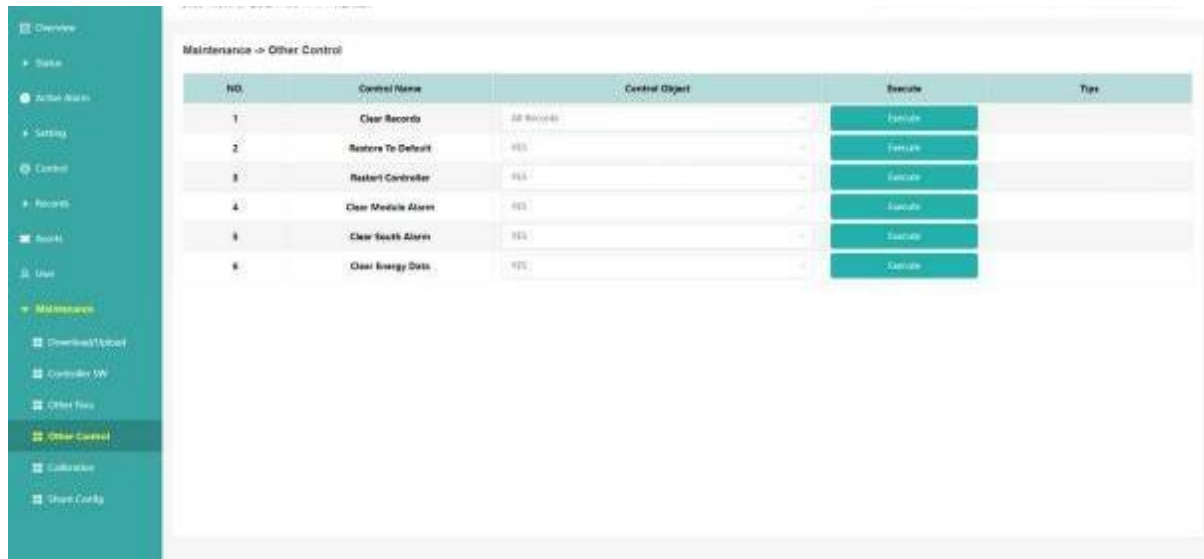 Overview
Status
Active Alarm
Setting
Control
Records
Assets
User
Maintenance
Download/Upload
Controller SW
Other Files
Other Control
Calibration
Shunt Config
Maintenance -> Other Control
NO. Control Name Control Object Execute Tips
1 Clear Records All Records Execute
2 Restore To Default YES Execute
3 Restart Controller YES Execute
4 Clear Module Alarm YES Execute
5 Clear South Alarm YES Execute
6 Clear Energy Data YES Execute